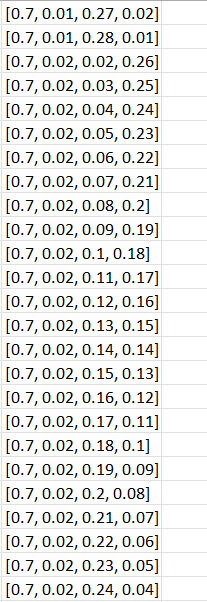 [0.7, 0.01, 0.27, 0.02]
[0.7, 0.01, 0.28, 0.01]
[0.7, 0.02, 0.02, 0.26]
[0.7, 0.02, 0.03, 0.25]
[0.7, 0.02, 0.04, 0.24]
[0.7, 0.02, 0.05, 0.23]
[0.7, 0.02, 0.06, 0.22]
[0.7, 0.02, 0.07, 0.21]
[0.7, 0.02, 0.08, 0.2]
[0.7, 0.02, 0.09, 0.19]
[0.7, 0.02, 0.1, 0.18]
[0.7, 0.02, 0.11, 0.17]
[0.7, 0.02, 0.12, 0.16]
[0.7, 0.02, 0.13, 0.15]
[0.7, 0.02, 0.14, 0.14]
[0.7, 0.02, 0.15, 0.13]
[0.7, 0.02, 0.16, 0.12]
[0.7, 0.02, 0.17, 0.11]
[0.7, 0.02, 0.18, 0.1]
[0.7, 0.02, 0.19, 0.09]
[0.7, 0.02, 0.2, 0.08]
[0.7, 0.02, 0.21, 0.07]
[0.7, 0.02, 0.22, 0.06]
[0.7, 0.02, 0.23, 0.05]
[0.7, 0.02, 0.24, 0.04]